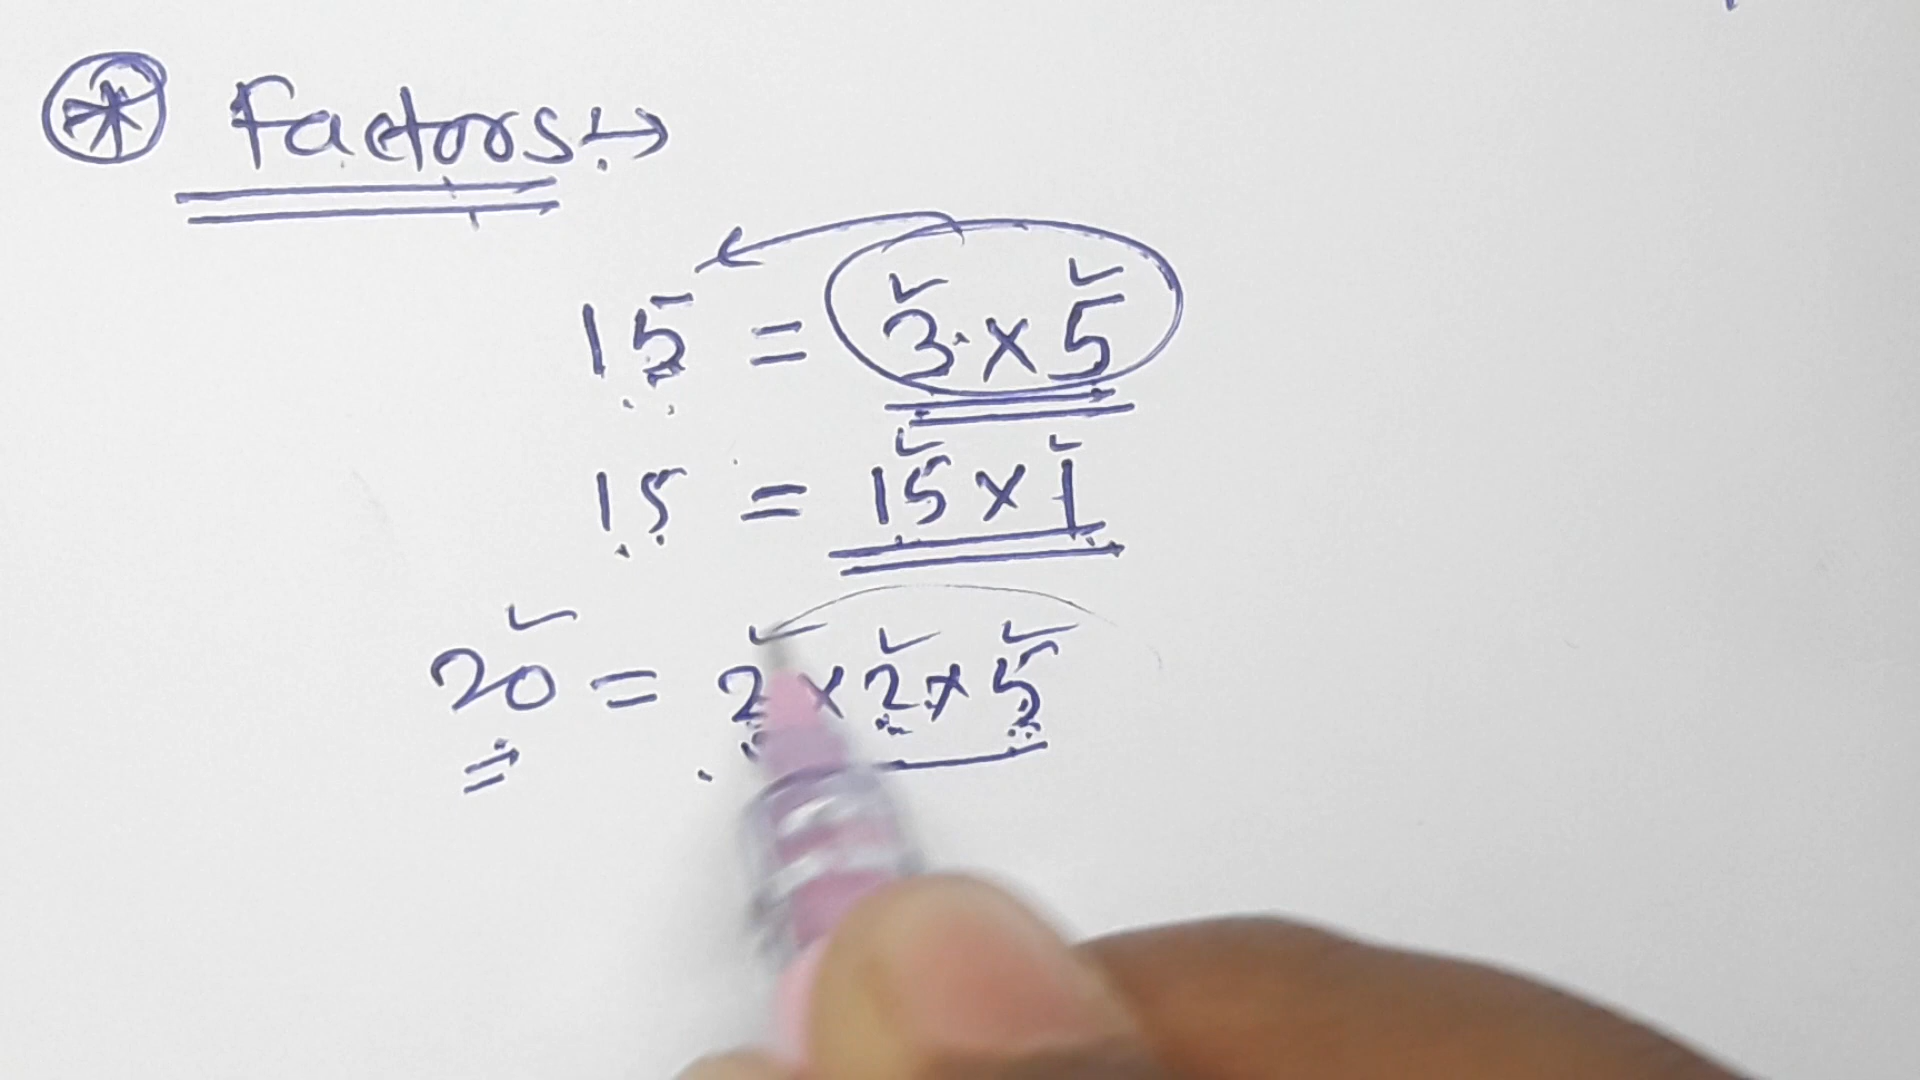 * Factors :→
15 = 3 × 5
15 = 15 × 1
20 = 2 × 2 × 5